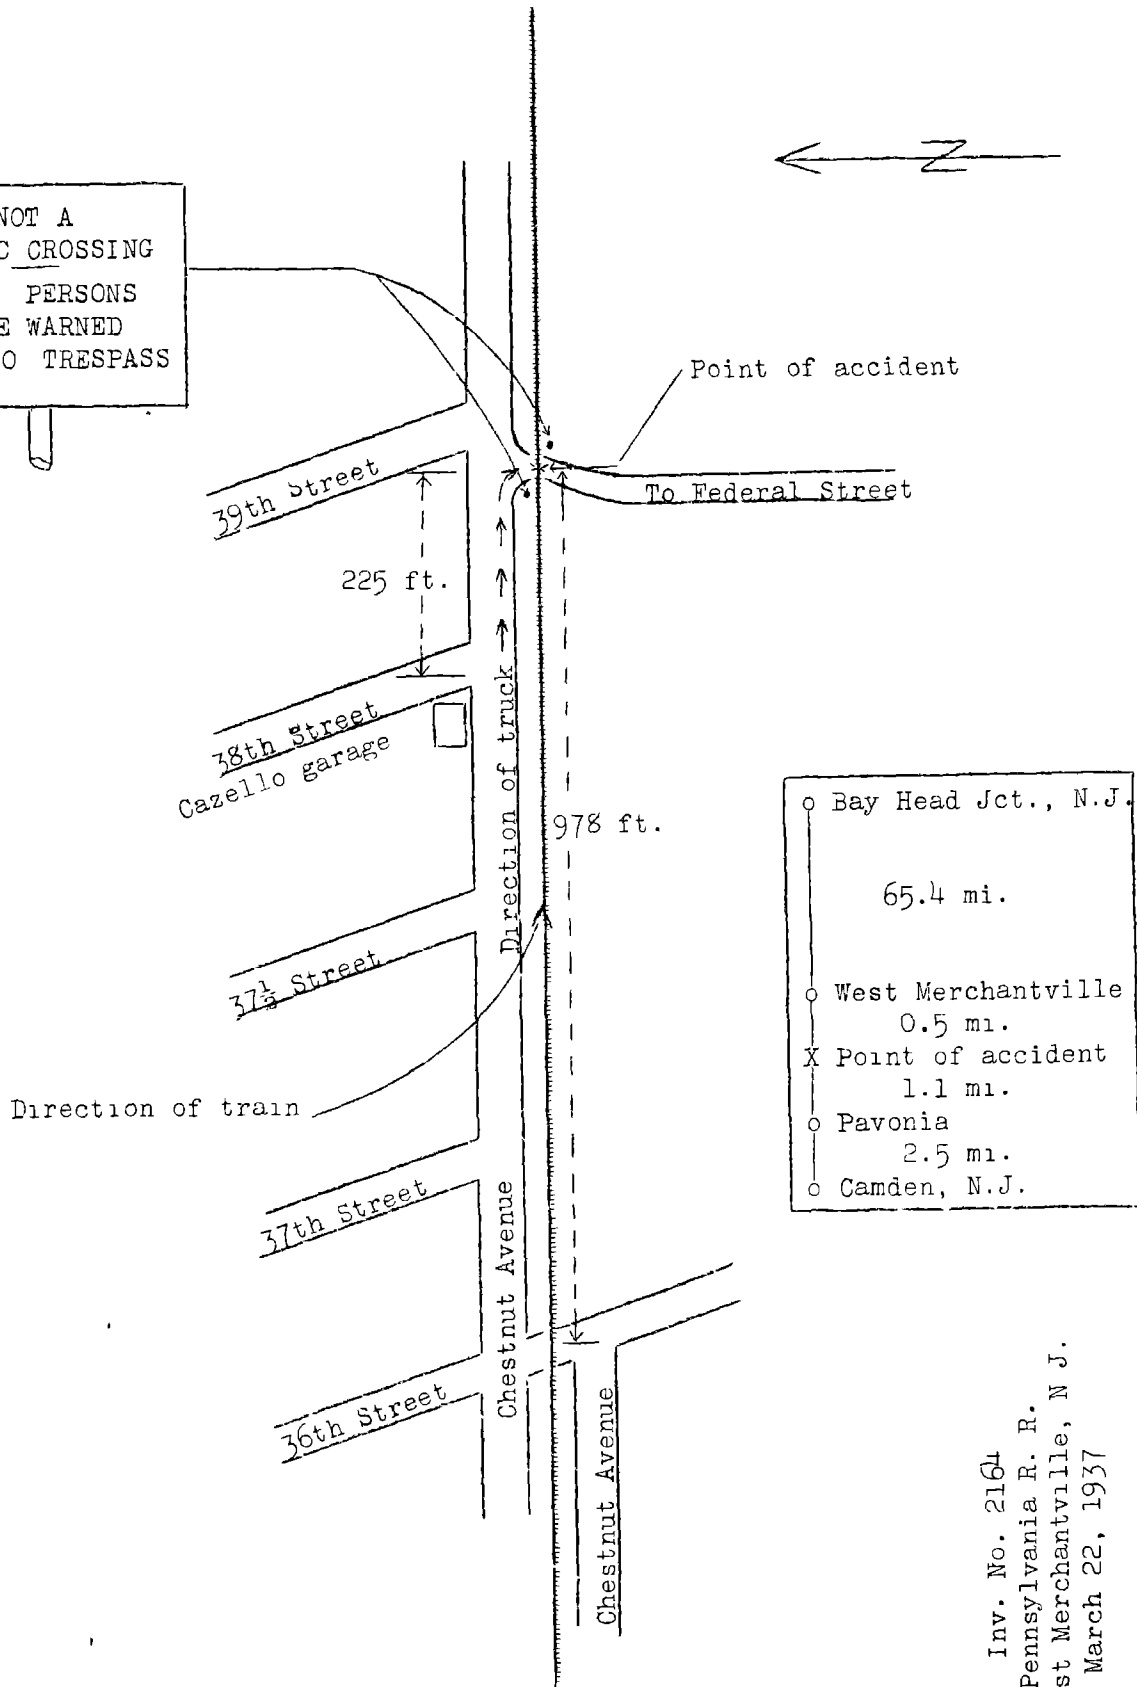 NOT A
C CROSSING
PERSONS
E WARNED
O TRESPASS
N
Point of accident
39th Street
To Federal Street
225 ft.
38th Street
Cazello garage
Direction of truck
978 ft.
37½ Street
Direction of train
37th Street
Chestnut Avenue
36th Street
Chestnut Avenue
Bay Head Jct., N.J.
65.4 mi.
West Merchantville
0.5 mi.
X Point of accident
1.1 mi.
Pavonia
2.5 mi.
Camden, N.J.
Inv. No. 2164
Pennsylvania R. R.
st Merchantville, N J.
March 22, 1937